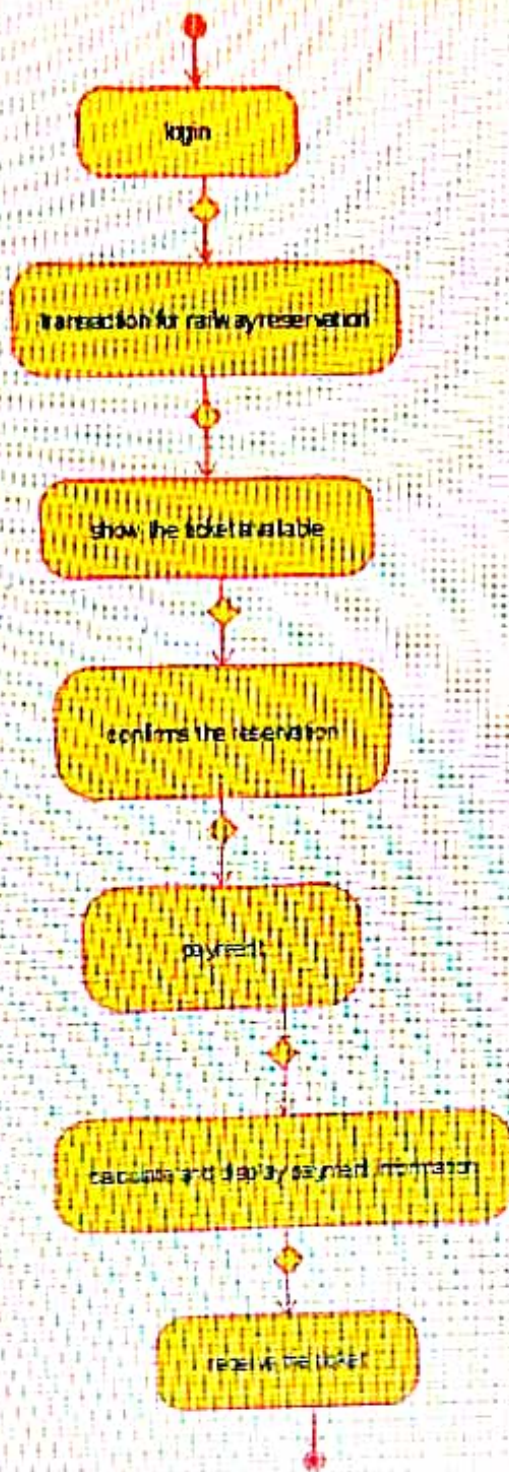 login
transaction for railway reservation
show the ticket available
confirms the reservation
payment
calculate and display payment information
receive the ticket